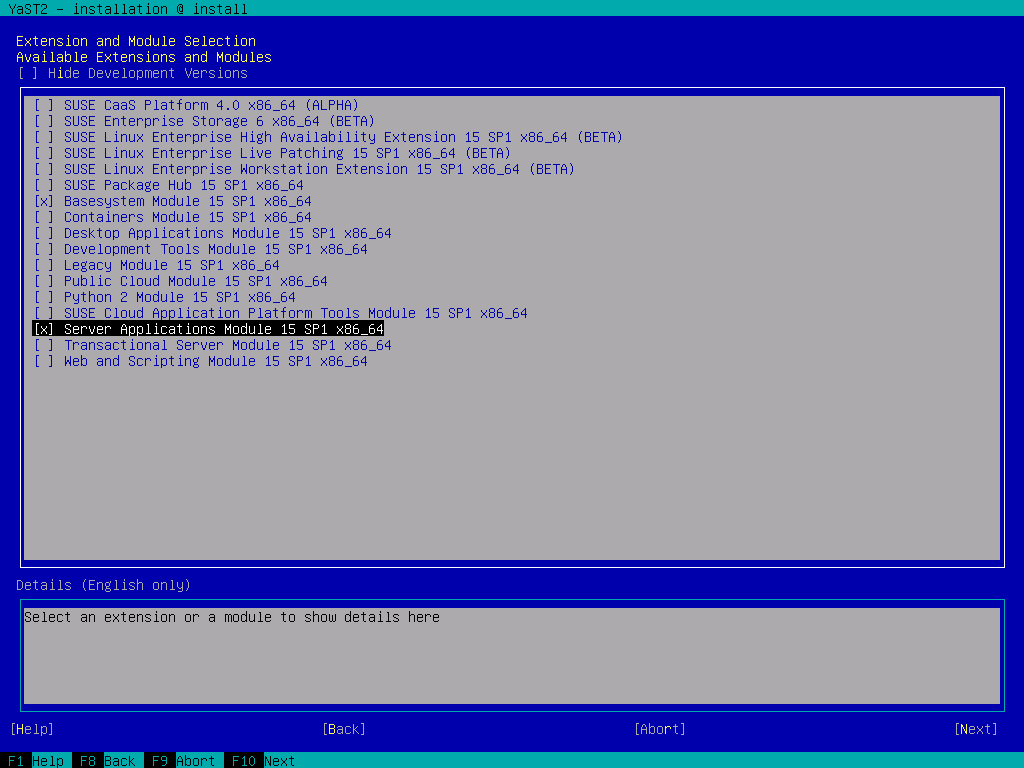 YaST2 - installation @ install
Extension and Module Selection
Available Extensions and Modules
[ ] Hide Development Versions
[ ] SUSE CaaS Platform 4.0 x86_64 (ALPHA)
[ ] SUSE Enterprise Storage 6 x86_64 (BETA)
[ ] SUSE Linux Enterprise High Availability Extension 15 SP1 x86_64 (BETA)
[ ] SUSE Linux Enterprise Live Patching 15 SP1 x86_64 (BETA)
[ ] SUSE Linux Enterprise Workstation Extension 15 SP1 x86_64 (BETA)
[ ] SUSE Package Hub 15 SP1 x86_64
[x] Basesystem Module 15 SP1 x86_64
[ ] Containers Module 15 SP1 x86_64
[ ] Desktop Applications Module 15 SP1 x86_64
[ ] Development Tools Module 15 SP1 x86_64
[ ] Legacy Module 15 SP1 x86_64
[ ] Public Cloud Module 15 SP1 x86_64
[ ] Python 2 Module 15 SP1 x86_64
[ ] SUSE Cloud Application Platform Tools Module 15 SP1 x86_64
[x] Server Applications Module 15 SP1 x86_64
[ ] Transactional Server Module 15 SP1 x86_64
[ ] Web and Scripting Module 15 SP1 x86_64
Details (English only)
Select an extension or a module to show details here
[Help] [Back] [Abort] [Next]
F1 Help F8 Back F9 Abort F10 Next